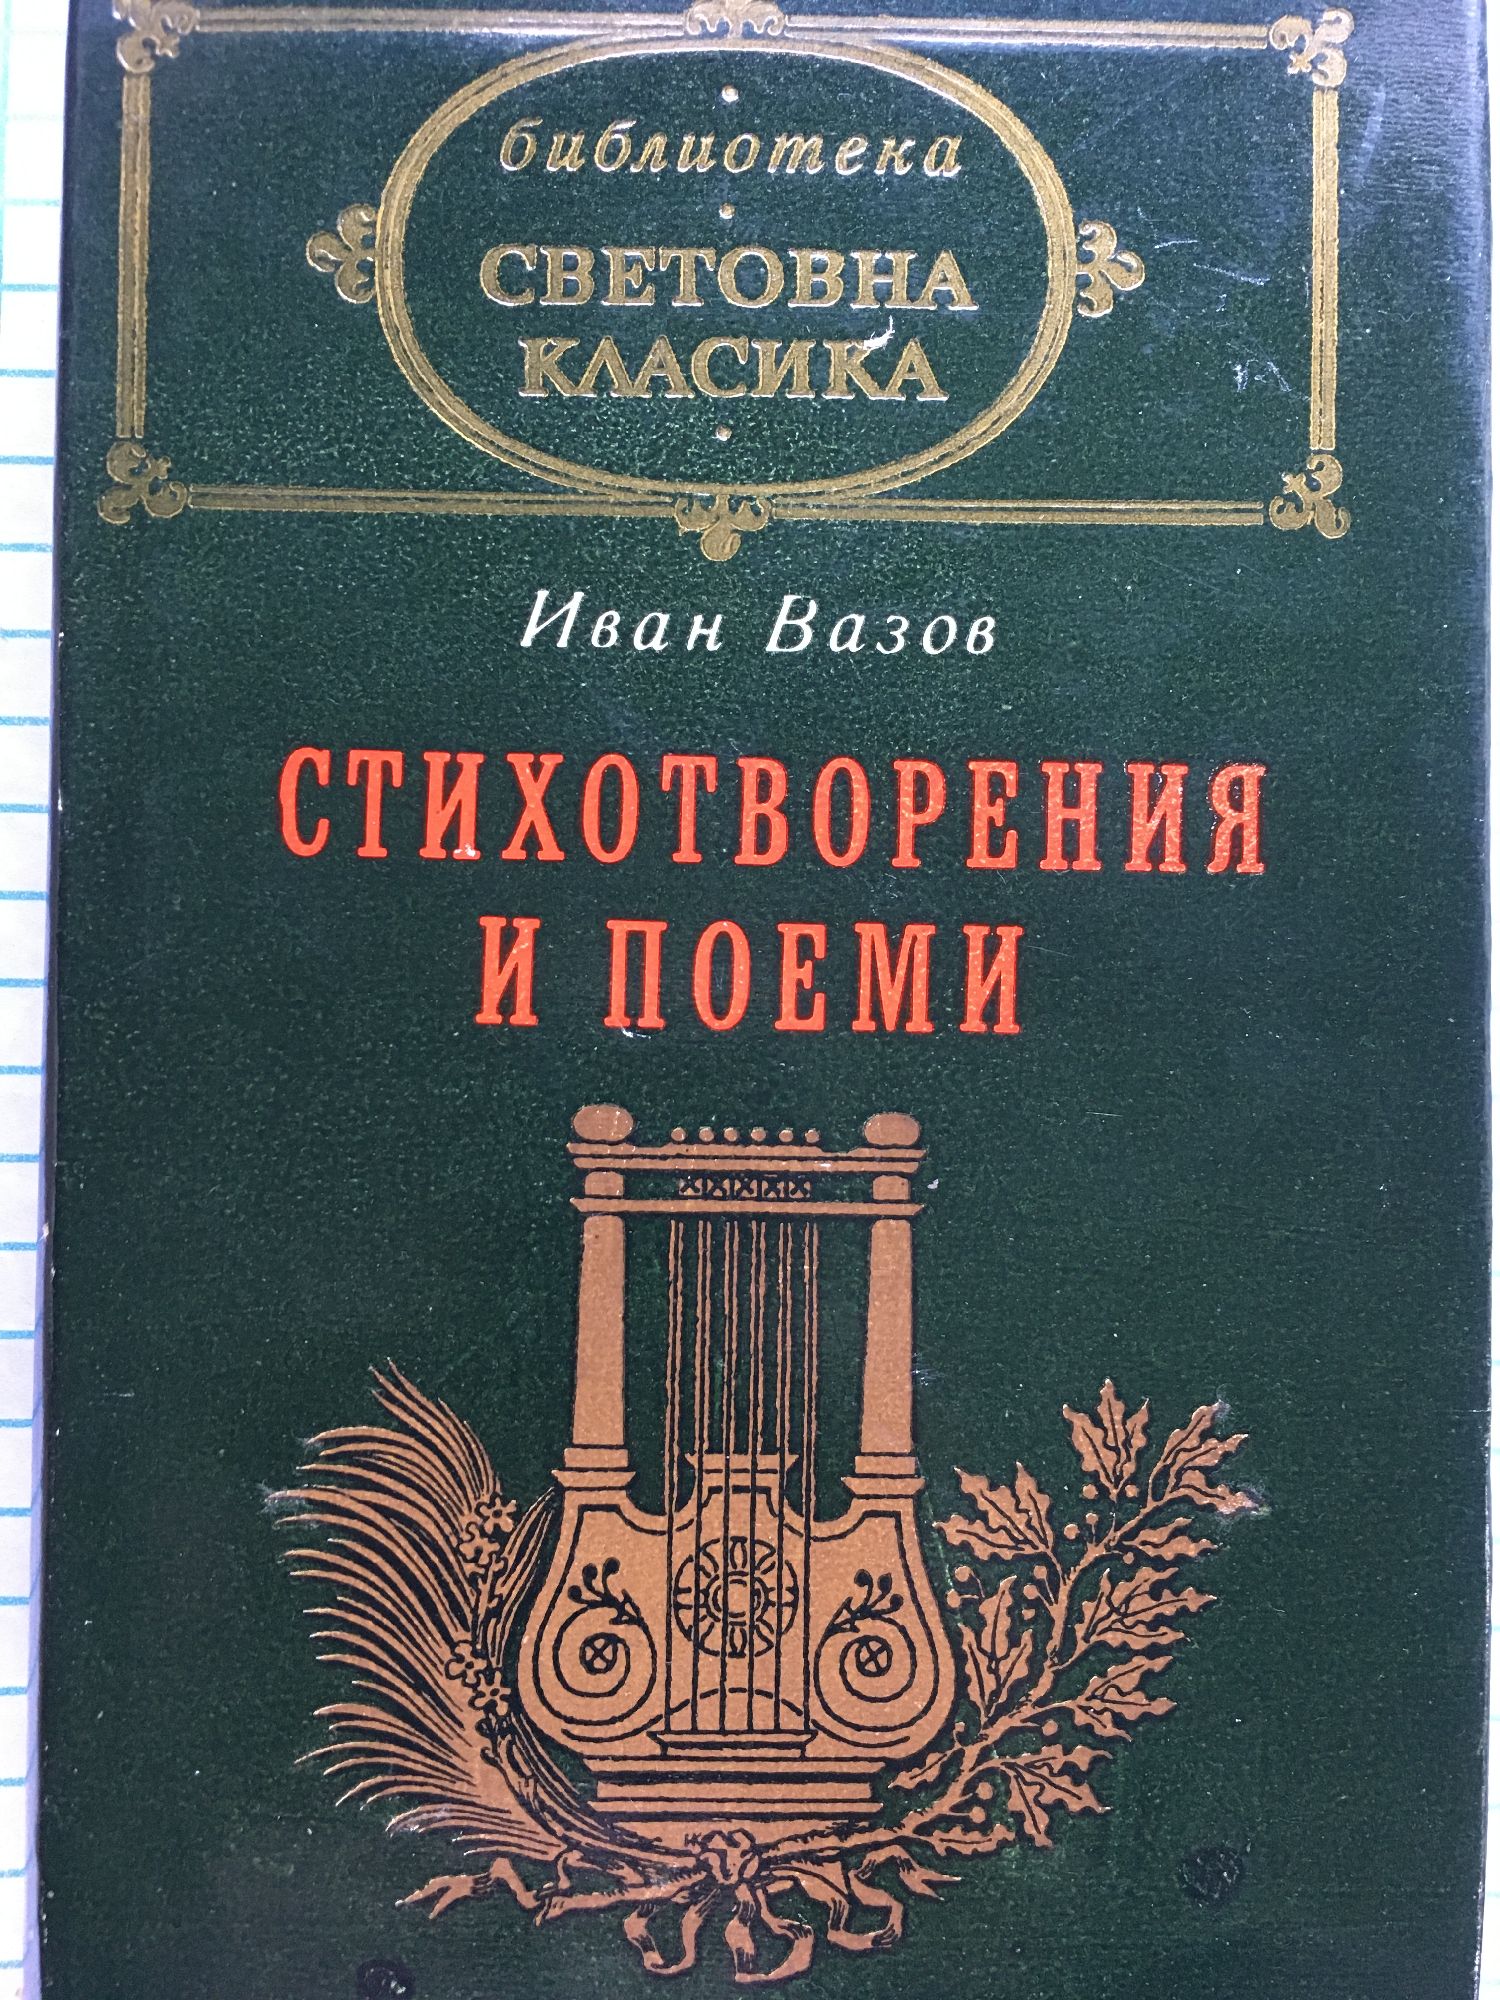 библиотека
СВЕТОВНА
КЛАСИКА
Иван Вазов
СТИХОТВОРЕНИЯ
И ПОЕМИ